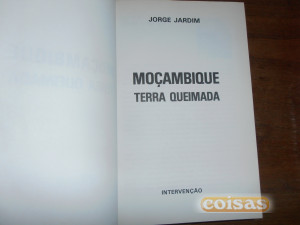 JORGE JARDIM
MOÇAMBIQUE
TERRA QUEIMADA
INTERVENÇÃO
coisas